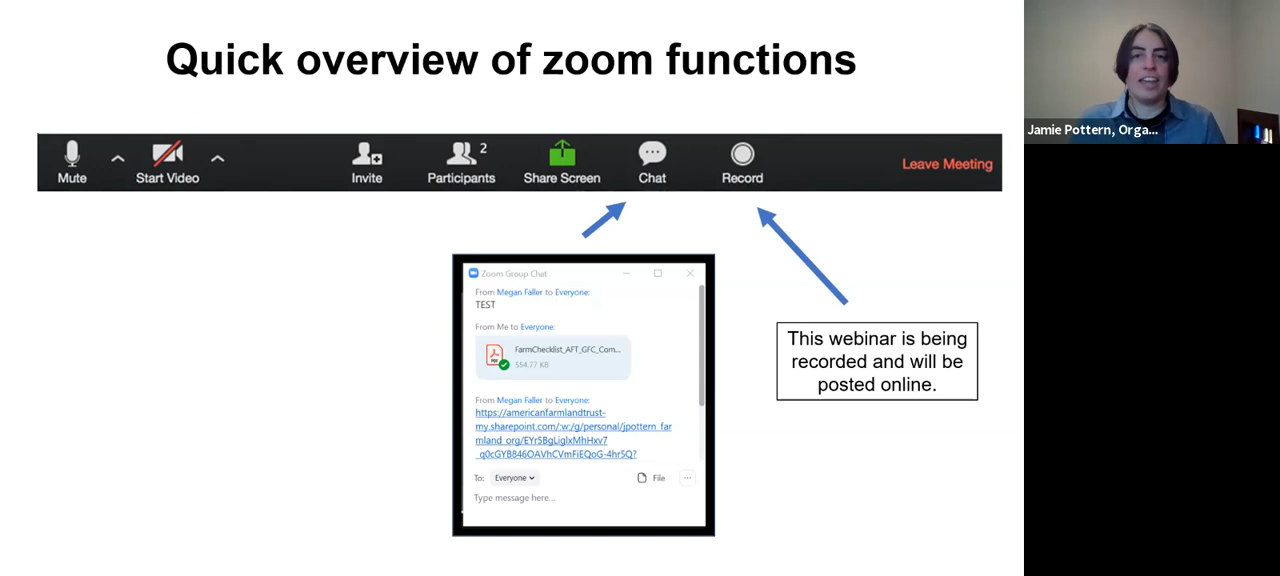 Quick overview of zoom functions
Jamie Pottern, Orga...
Mute
Start Video
Invite
2
Participants
Share Screen
Chat
Record
Leave Meeting
Zoom Group Chat
From Megan Faller to Everyone:
TEST
From Me to Everyone:
FarmChecklist_AFT_GFC_Com...
PDF
554.77 KB
From Megan Faller to Everyone:
https://americanfarmlandtrust-
my.sharepoint.com/:w:/g/personal/jpottern_far
mland_org/EYr5BgLiglxMhHxv7
_q0cGYB846OAVhCVmFiEQoG-4hr5Q?
To: Everyone
File
Type message here...
This webinar is being
recorded and will be
posted online.